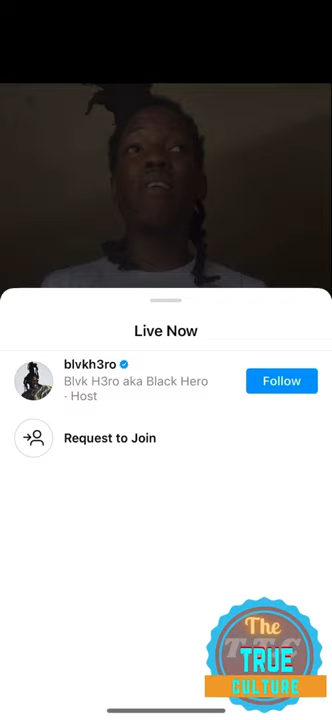 Live Now
blvkh3ro
Blvk H3ro aka Black Hero
· Host
Follow
Request to Join
The
T.T.C
TRUE
CULTURE